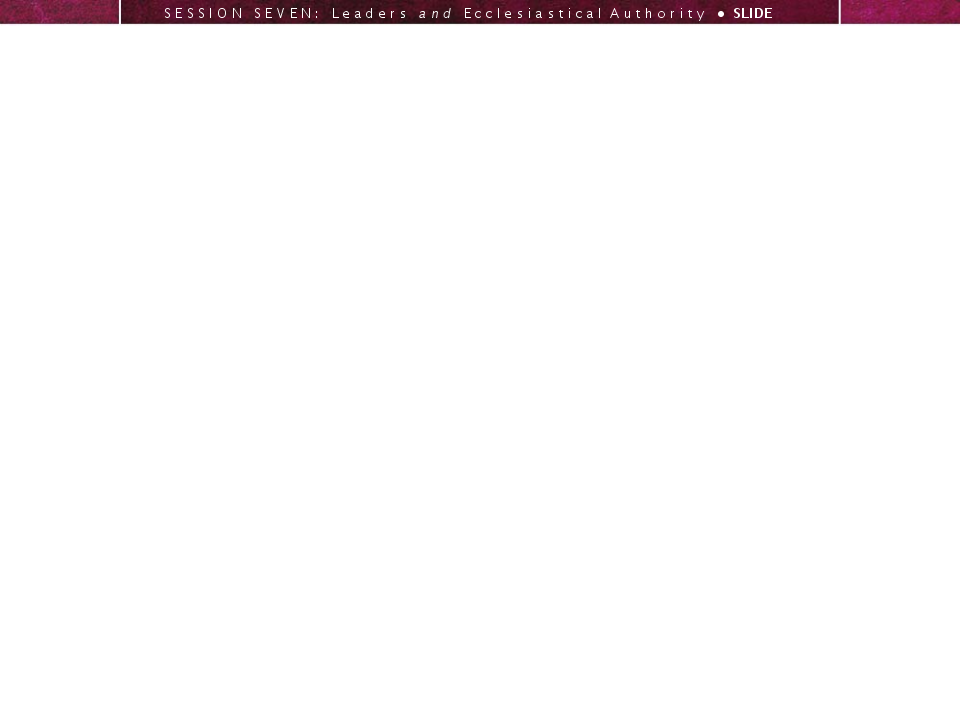 SESSION SEVEN: Leaders and Ecclesiastical Authority ● SLIDE